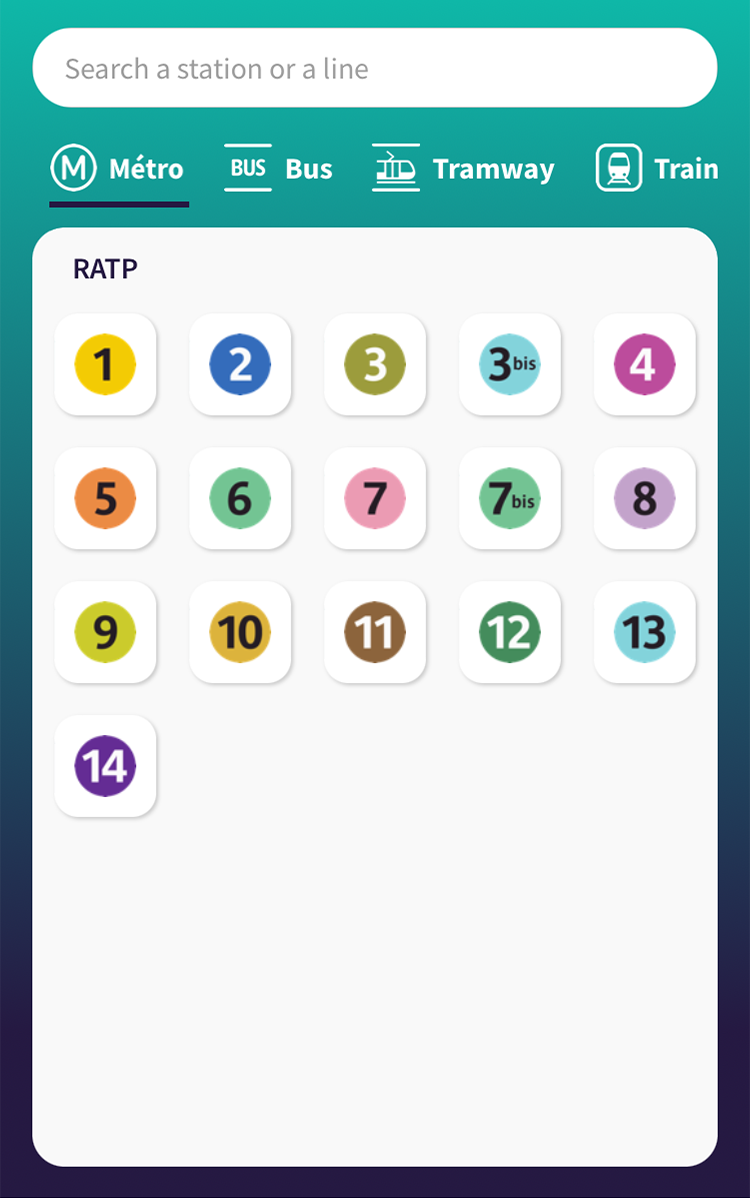 Search a station or a line
M Métro BUS Bus Tramway Train
RATP
1 2 3 3bis 4
5 6 7 7bis 8
9 10 11 12 13
14